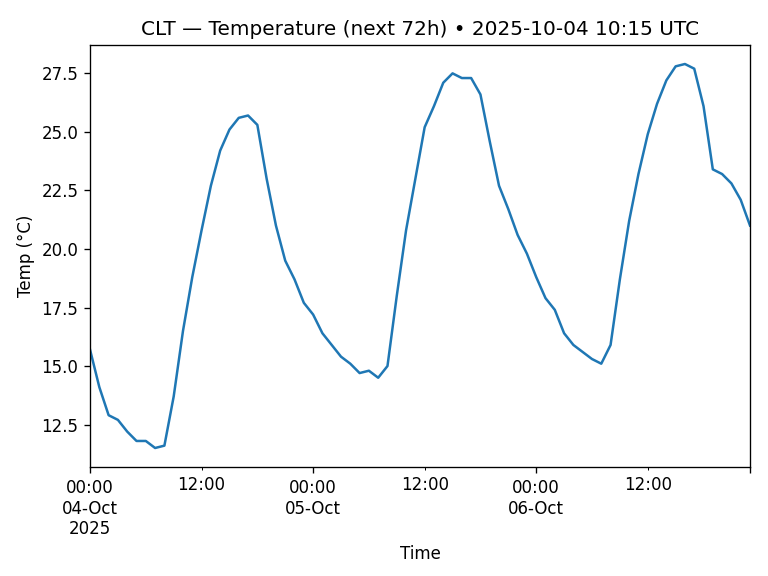 CLT — Temperature (next 72h) • 2025-10-04 10:15 UTC
Temp (°C)
27.5
25.0
22.5
20.0
17.5
15.0
12.5
00:00 12:00 00:00 12:00 00:00 12:00
04-Oct 05-Oct 06-Oct
2025
Time